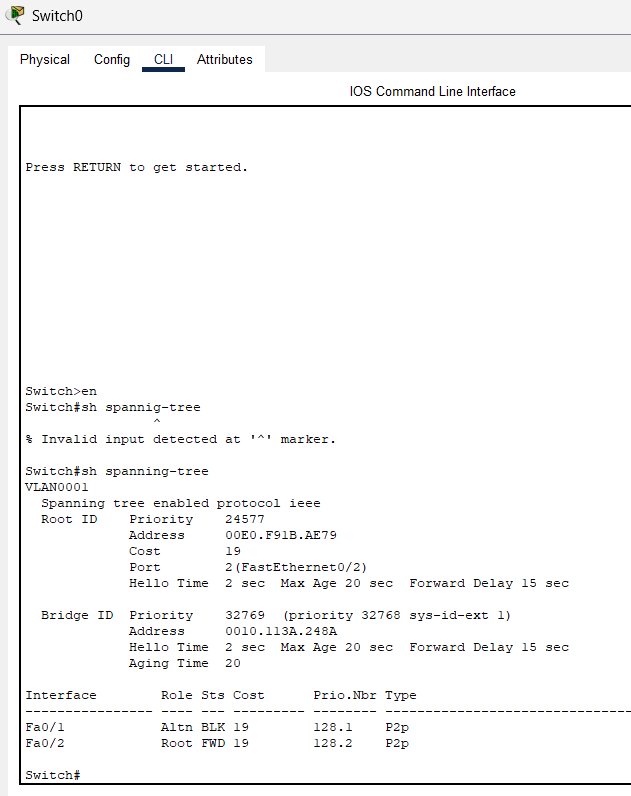 Switch0
Physical Config CLI Attributes
IOS Command Line Interface
Press RETURN to get started.
Switch>en
Switch#sh spannig-tree
^
% Invalid input detected at '^' marker.
Switch#sh spanning-tree
VLAN0001
  Spanning tree enabled protocol ieee
  Root ID    Priority    24577
             Address     00E0.F91B.AE79
             Cost        19
             Port        2(FastEthernet0/2)
             Hello Time  2 sec  Max Age 20 sec  Forward Delay 15 sec
  Bridge ID  Priority    32769  (priority 32768 sys-id-ext 1)
             Address     0010.113A.248A
             Hello Time  2 sec  Max Age 20 sec  Forward Delay 15 sec
             Aging Time  20
Interface        Role Sts Cost      Prio.Nbr Type
---------------- ---- --- --------- -------- -------------------------------
Fa0/1            Altn BLK 19        128.1    P2p
Fa0/2            Root FWD 19        128.2    P2p
Switch#